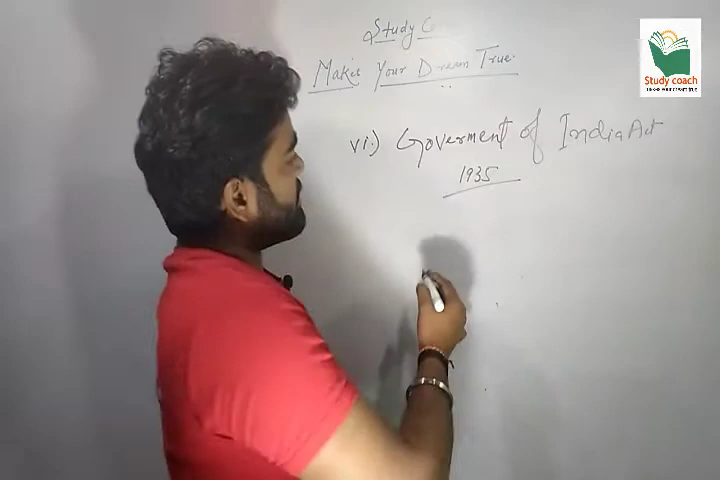 Study C
Makes Your Dream True.
vi.) Goverment of India Act
1935
Study coach